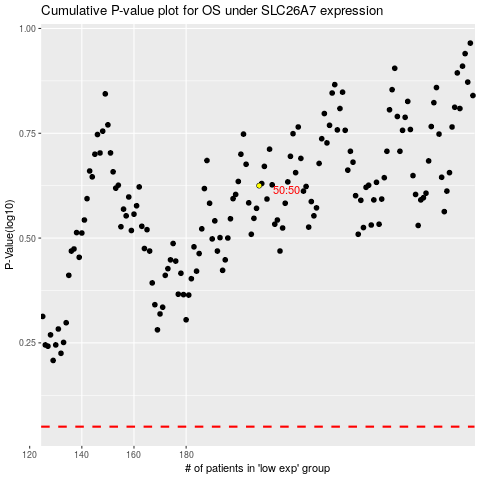 Cumulative P-value plot for OS under SLC26A7 expression
1.00
0.75
0.50
0.25
P-Value(log10)
50:50
120 140 160 180
# of patients in 'low exp' group